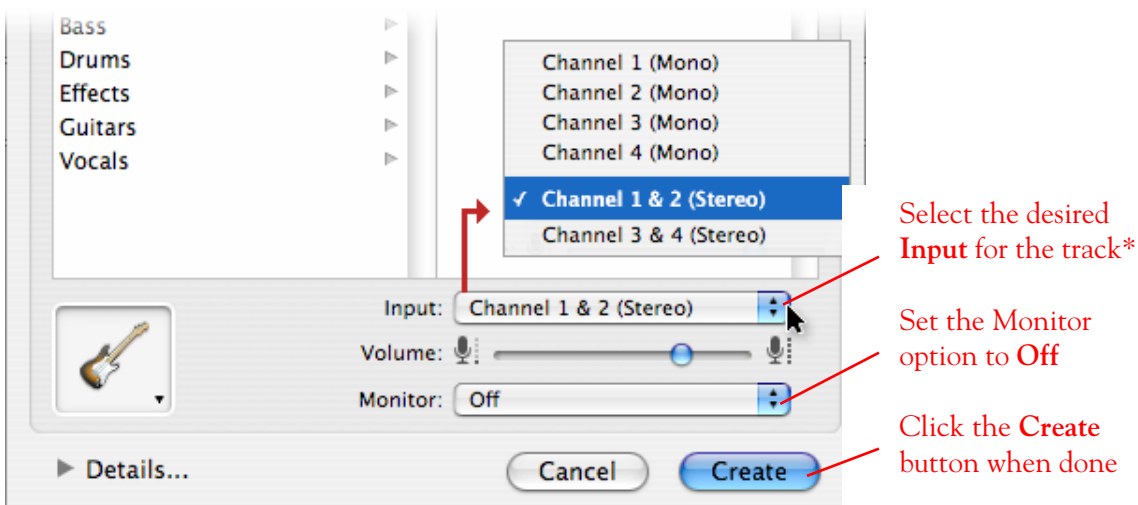 Bass
Drums
Effects
Guitars
Vocals
Channel 1 (Mono)
Channel 2 (Mono)
Channel 3 (Mono)
Channel 4 (Mono)
✓ Channel 1 & 2 (Stereo)
Channel 3 & 4 (Stereo)
Input: Channel 1 & 2 (Stereo)
Volume:
Monitor: Off
Details...
Cancel
Create
Select the desired
Input for the track*
Set the Monitor
option to Off
Click the Create
button when done